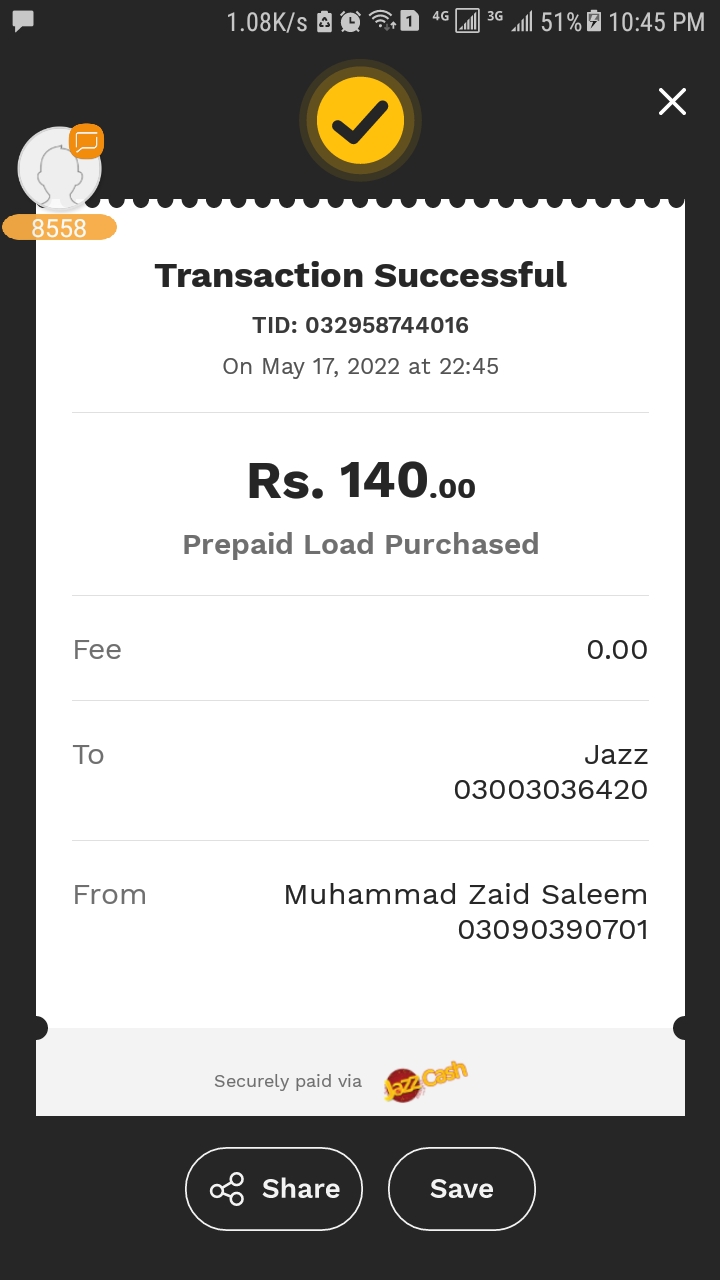 1.08K/s 1 4G 3G 51% 10:45 PM
8558
Transaction Successful
TID: 032958744016
On May 17, 2022 at 22:45
Rs. 140.00
Prepaid Load Purchased
Fee 0.00
To Jazz
03003036420
From Muhammad Zaid Saleem
03090390701
Securely paid via JazzCash
Share Save